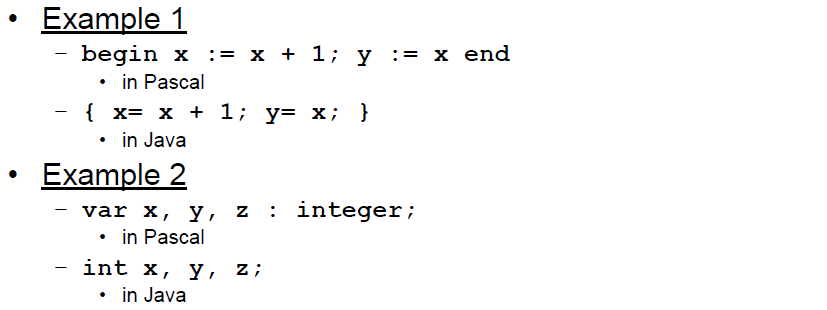 • Example 1
– begin x := x + 1; y := x end
• in Pascal
– { x= x + 1; y= x; }
• in Java
• Example 2
– var x, y, z : integer;
• in Pascal
– int x, y, z;
• in Java